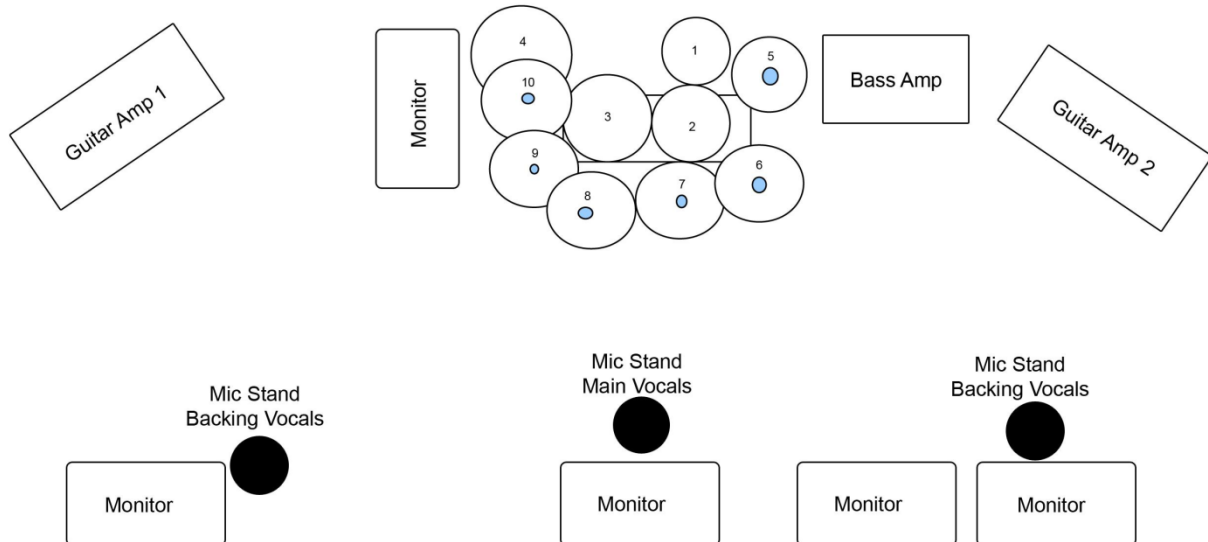 Guitar Amp 1
Monitor
4
10
9
8
3
1
2
7
5
6
Bass Amp
Guitar Amp 2
Mic Stand
Backing Vocals
Mic Stand
Main Vocals
Mic Stand
Backing Vocals
Monitor
Monitor
Monitor
Monitor